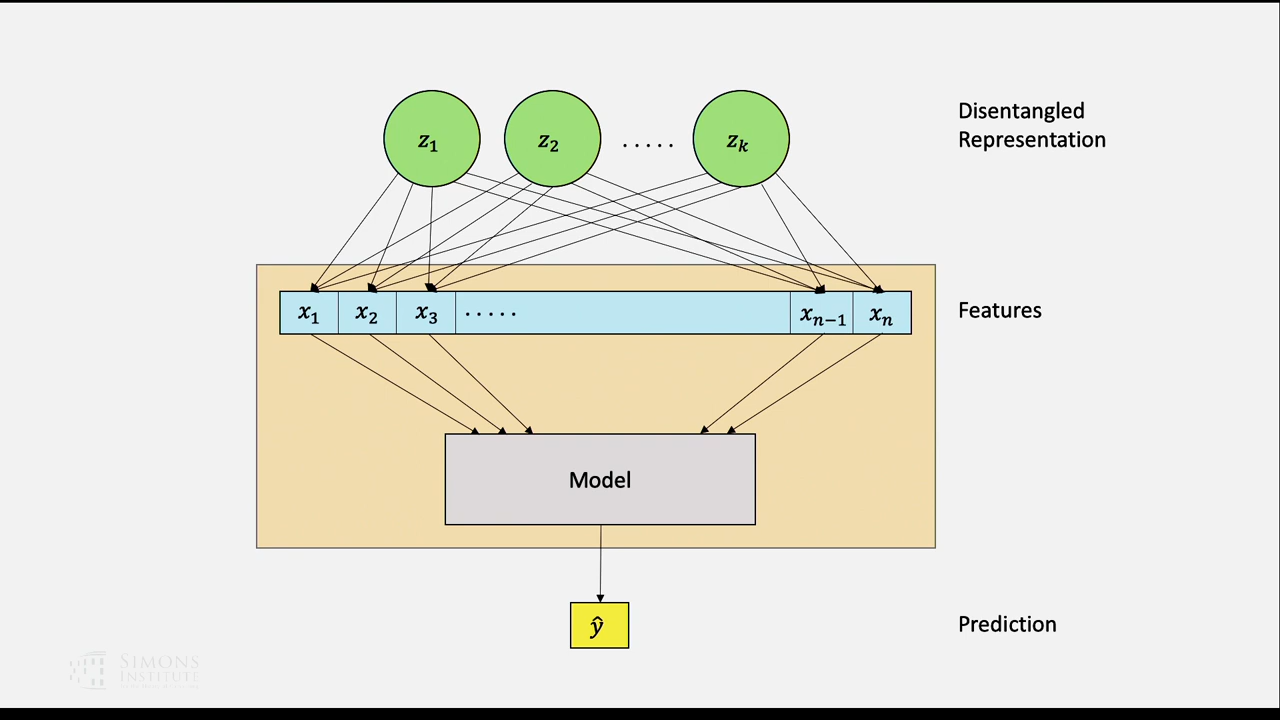 z₁ z₂ ..... zₖ
Disentangled
Representation
x₁ x₂ x₃ ..... xₙ₋₁ xₙ
Features
Model
ŷ
Prediction
SIMONS
INSTITUTE